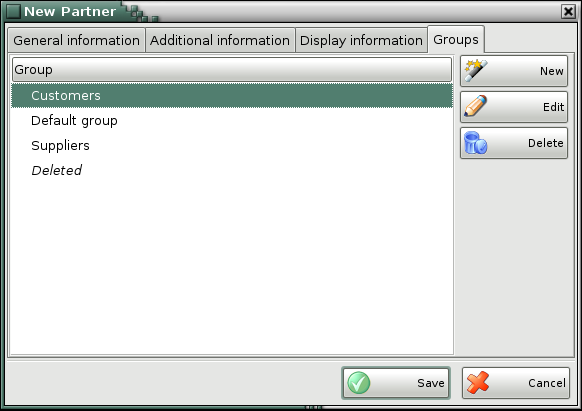 New Partner
General information Additional information Display information Groups
Group
Customers
Default group
Suppliers
Deleted
New
Edit
Delete
Save Cancel